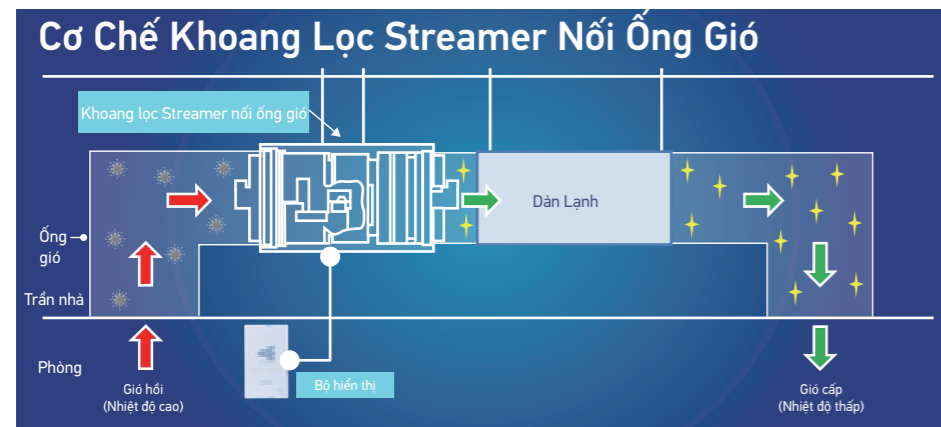 Cơ Chế Khoang Lọc Streamer Nối Ống Gió
Khoang lọc Streamer nối ống gió
Dàn Lạnh
Ống
gió
Trần nhà
Phòng
Bộ hiển thị
Gió hồi
(Nhiệt độ cao)
Gió cấp
(Nhiệt độ thấp)